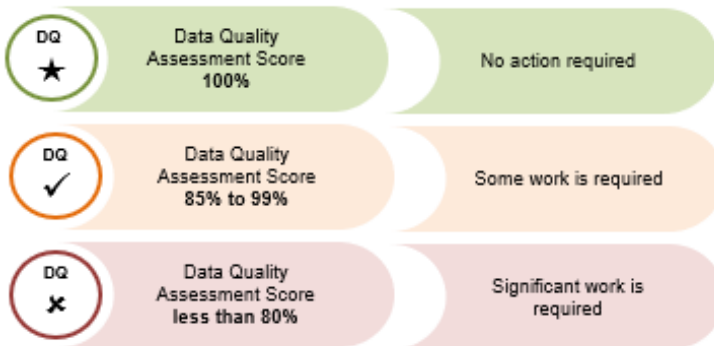 DQ
Data Quality
Assessment Score
100%
No action required
DQ
Data Quality
Assessment Score
85% to 99%
Some work is required
DQ
Data Quality
Assessment Score
less than 80%
Significant work is
required